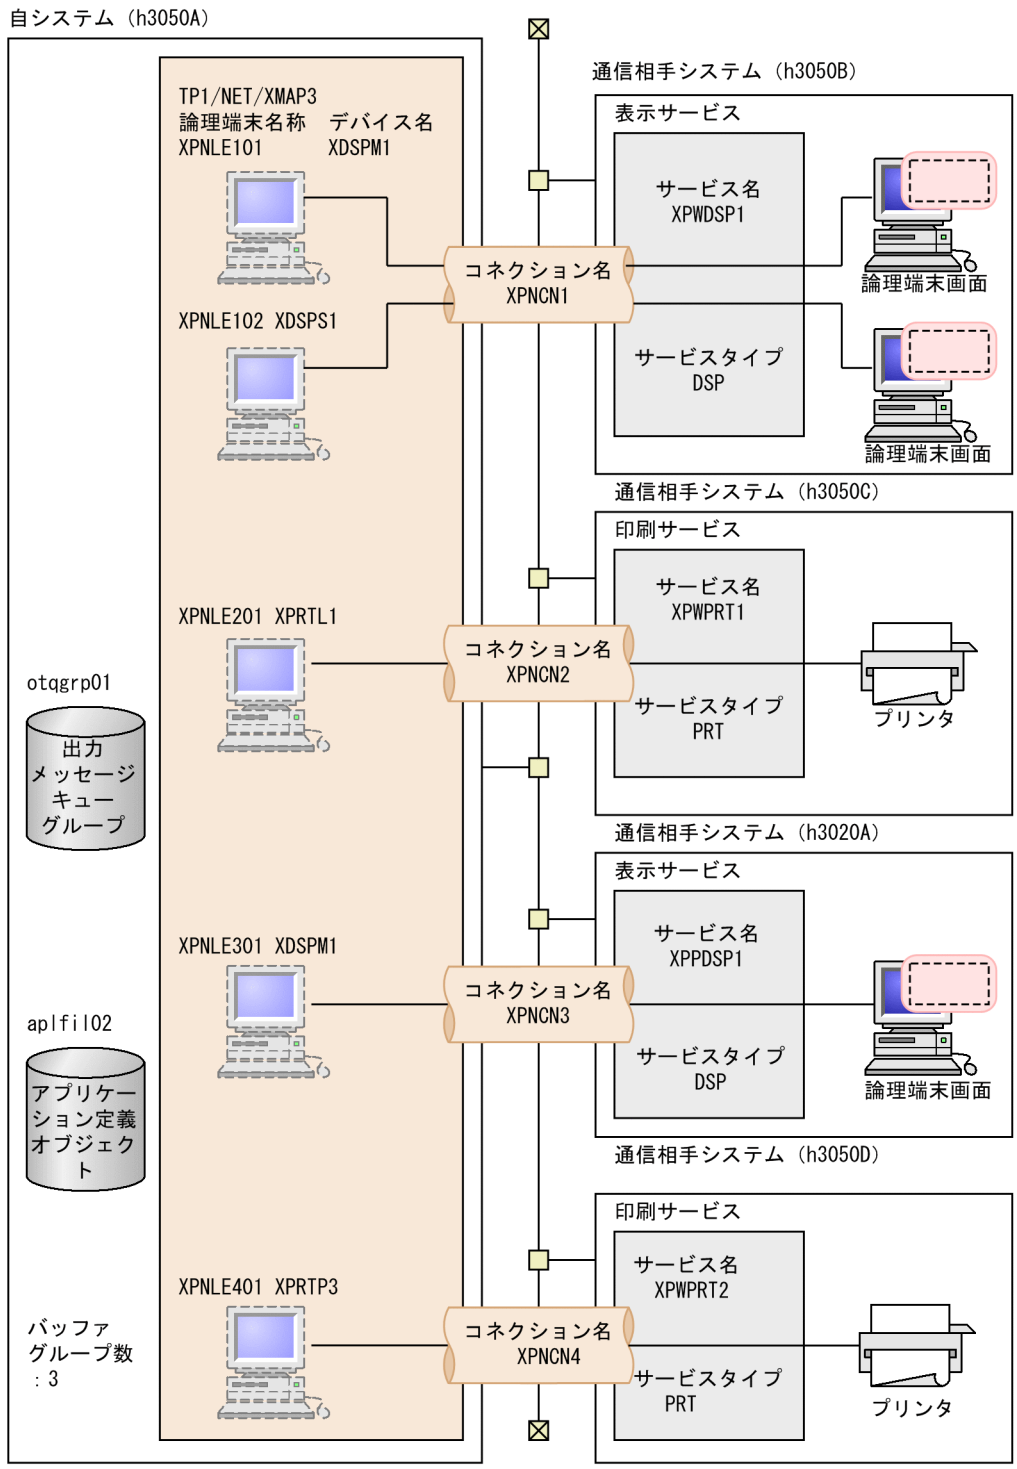 自システム（h3050A）
TP1/NET/XMAP3
論理端末名称　デバイス名
XPNLE101　XDSPM1
XPNLE102 XDSPS1
XPNLE201 XPRTL1
XPNLE301 XDSPM1
XPNLE401 XPRTP3
otqgrp01
出力
メッセージ
キュー
グループ
aplfil02
アプリケー
ション定義
オブジェク
ト
バッファ
グループ数
：3
コネクション名
XPNCN1
コネクション名
XPNCN2
コネクション名
XPNCN3
コネクション名
XPNCN4
通信相手システム（h3050B）
表示サービス
サービス名
XPWDSP1
サービスタイプ
DSP
論理端末画面
論理端末画面
通信相手システム（h3050C）
印刷サービス
サービス名
XPWPRT1
サービスタイプ
PRT
プリンタ
通信相手システム（h3020A）
表示サービス
サービス名
XPPDSP1
サービスタイプ
DSP
論理端末画面
通信相手システム（h3050D）
印刷サービス
サービス名
XPWPRT2
サービスタイプ
PRT
プリンタ